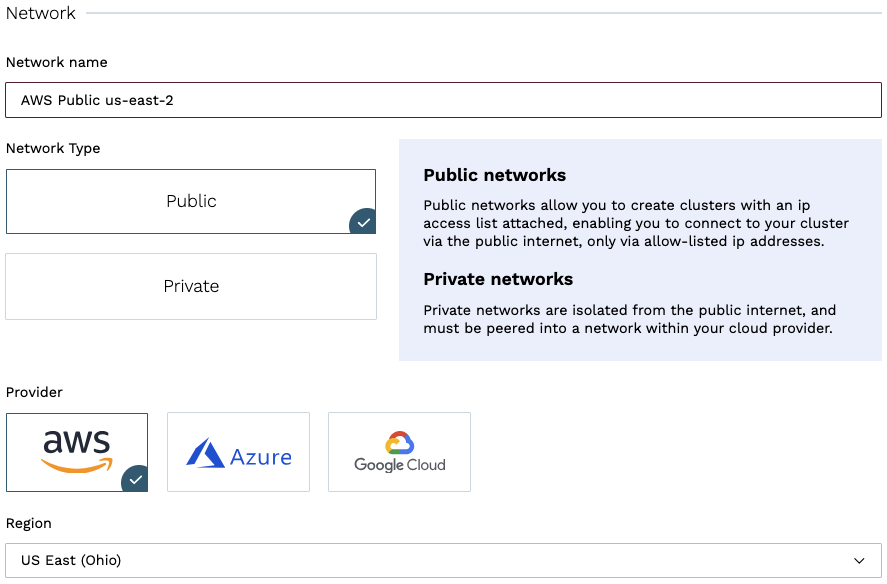 Network
Network name
AWS Public us-east-2
Network Type
Public
Private
Public networks
Public networks allow you to create clusters with an ip
access list attached, enabling you to connect to your cluster
via the public internet, only via allow-listed ip addresses.
Private networks
Private networks are isolated from the public internet, and
must be peered into a network within your cloud provider.
Provider
aws
Azure
Google Cloud
Region
US East (Ohio)